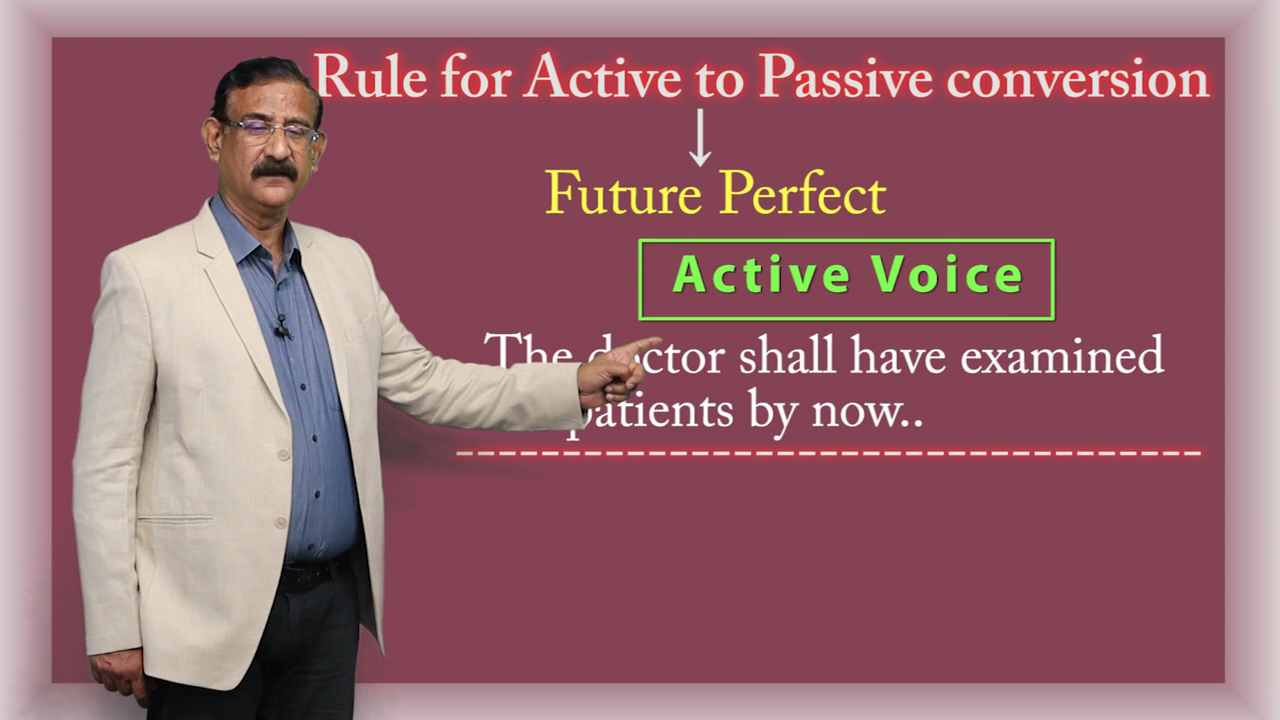 Rule for Active to Passive conversion
Future Perfect
Active Voice
The doctor shall have examined
patients by now..